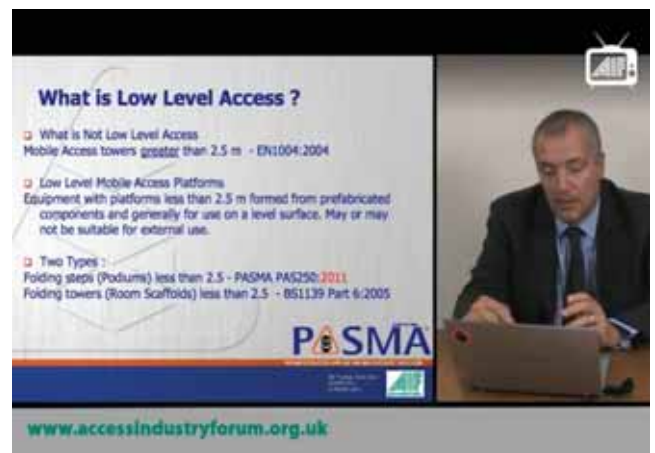 What is Low Level Access ?
What is Not Low Level Access
Mobile Access towers greater than 2.5 m - EN1004:2004
Low Level Mobile Access Platforms
Equipment with platforms less than 2.5 m formed from prefabricated
components and generally for use on a level surface. May or may
not be suitable for external use.
Two Types :
Folding steps (Podiums) less than 2.5 - PASMA PAS250:2011
Folding towers (Room Scaffolds) less than 2.5 - BS1139 Part 6:2005
PASMA
AIF
www.accessindustryforum.org.uk